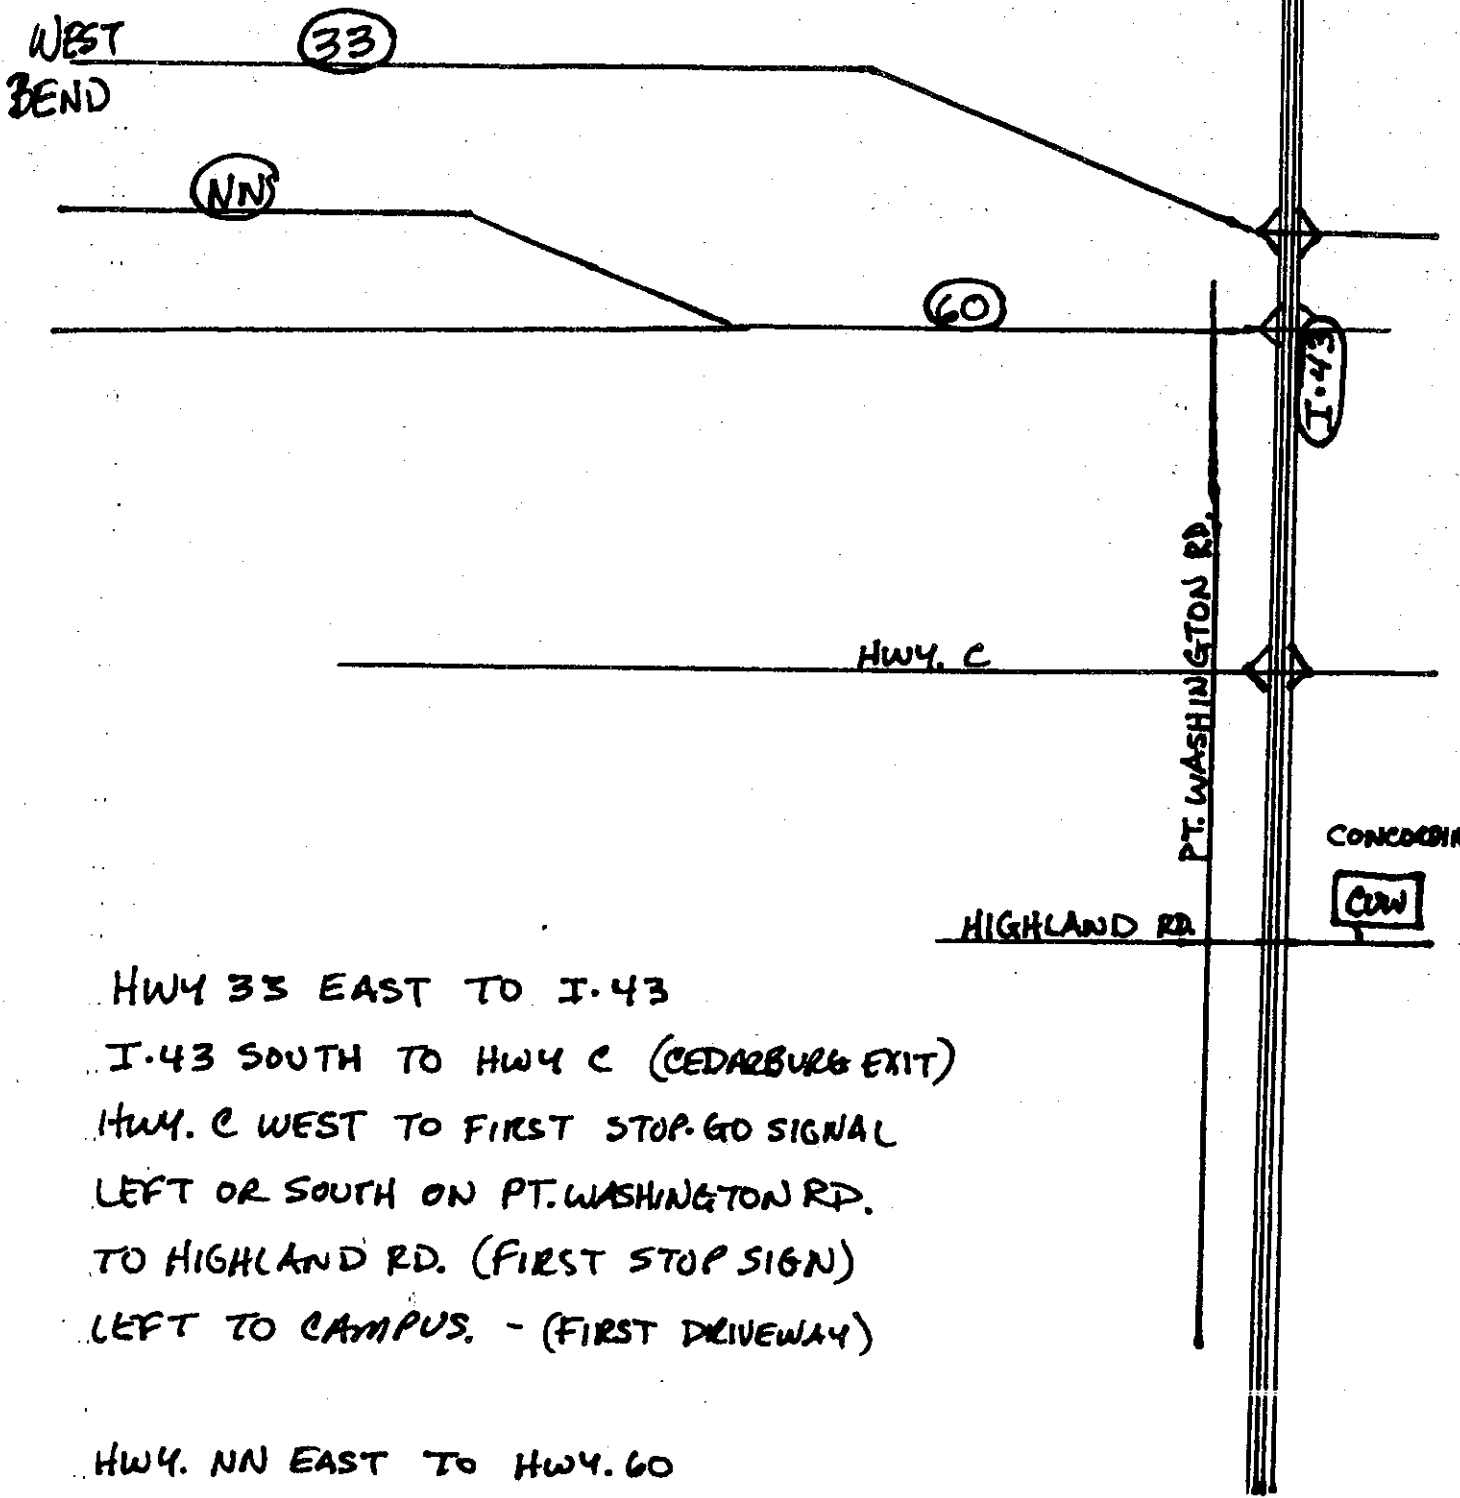 WEST
BEND
33
NN
60
I.43
PT. WASHINGTON RD.
HWY. C
CONCORDIN
CUW
HIGHLAND RD.
HWY 33 EAST TO I.43
I.43 SOUTH TO HWY C (CEDARBURG EXIT)
HWY. C WEST TO FIRST STOP.GO SIGNAL
LEFT OR SOUTH ON PT. WASHINGTON RD.
TO HIGHLAND RD. (FIRST STOP SIGN)
LEFT TO CAMPUS. - (FIRST DRIVEWAY)
HWY. NN EAST TO HWY. 60